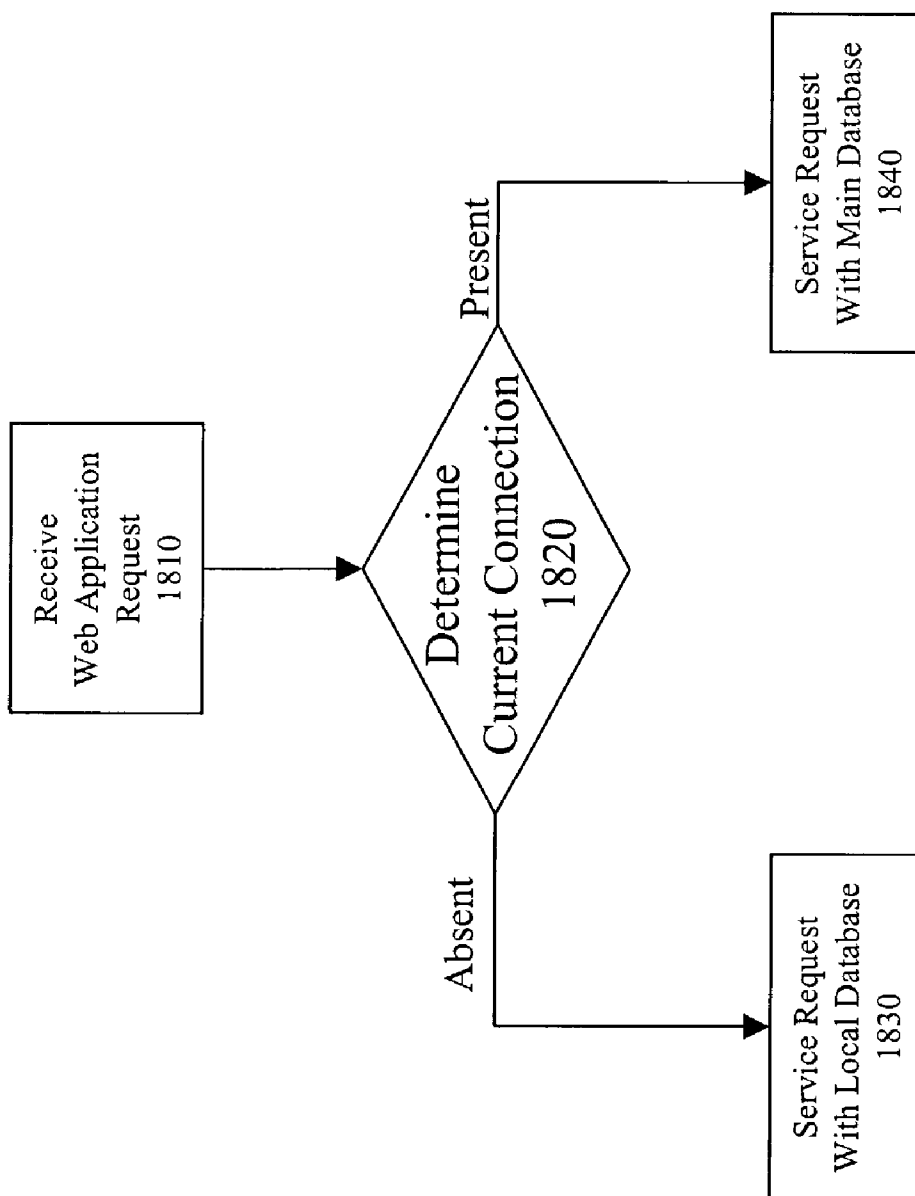 Receive
Web Application
Request
1810
Determine
Current Connection
1820
Absent
Present
Service Request
With Local Database
1830
Service Request
With Main Database
1840